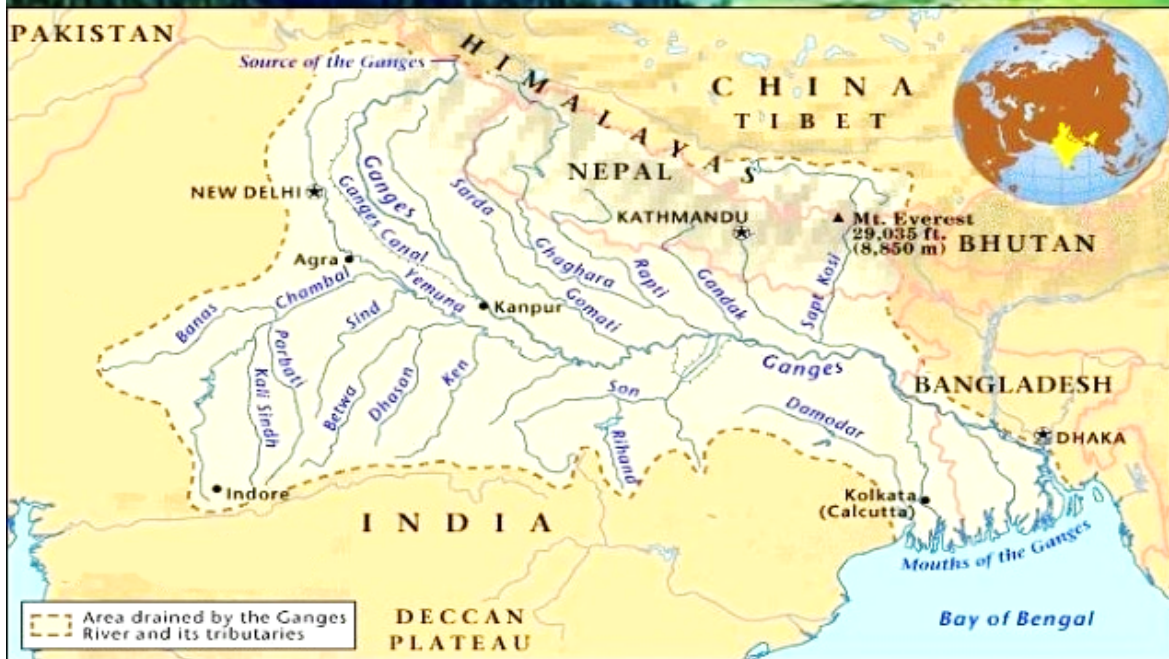 PAKISTAN
Source of the Ganges
HIMALAYAS
CHINA
TIBET
NEPAL
NEW DELHI
Ganges
Ganges Canal
Sarda
KATHMANDU
Mt. Everest
29,035 ft.
(8,850 m)
BHUTAN
Agra
Chambal
Yemuna
Ghaghara
Rapti
Gandak
Sapt Kosi
Banas
Sind
Kanpur
Gomati
Parbati
Kali Sindh
Betwa
Dhasan
Ken
Son
Ganges
BANGLADESH
Rihand
Damodar
DHAKA
Indore
Kolkata
(Calcutta)
INDIA
Mouths of the Ganges
Area drained by the Ganges
River and its tributaries
DECCAN
PLATEAU
Bay of Bengal